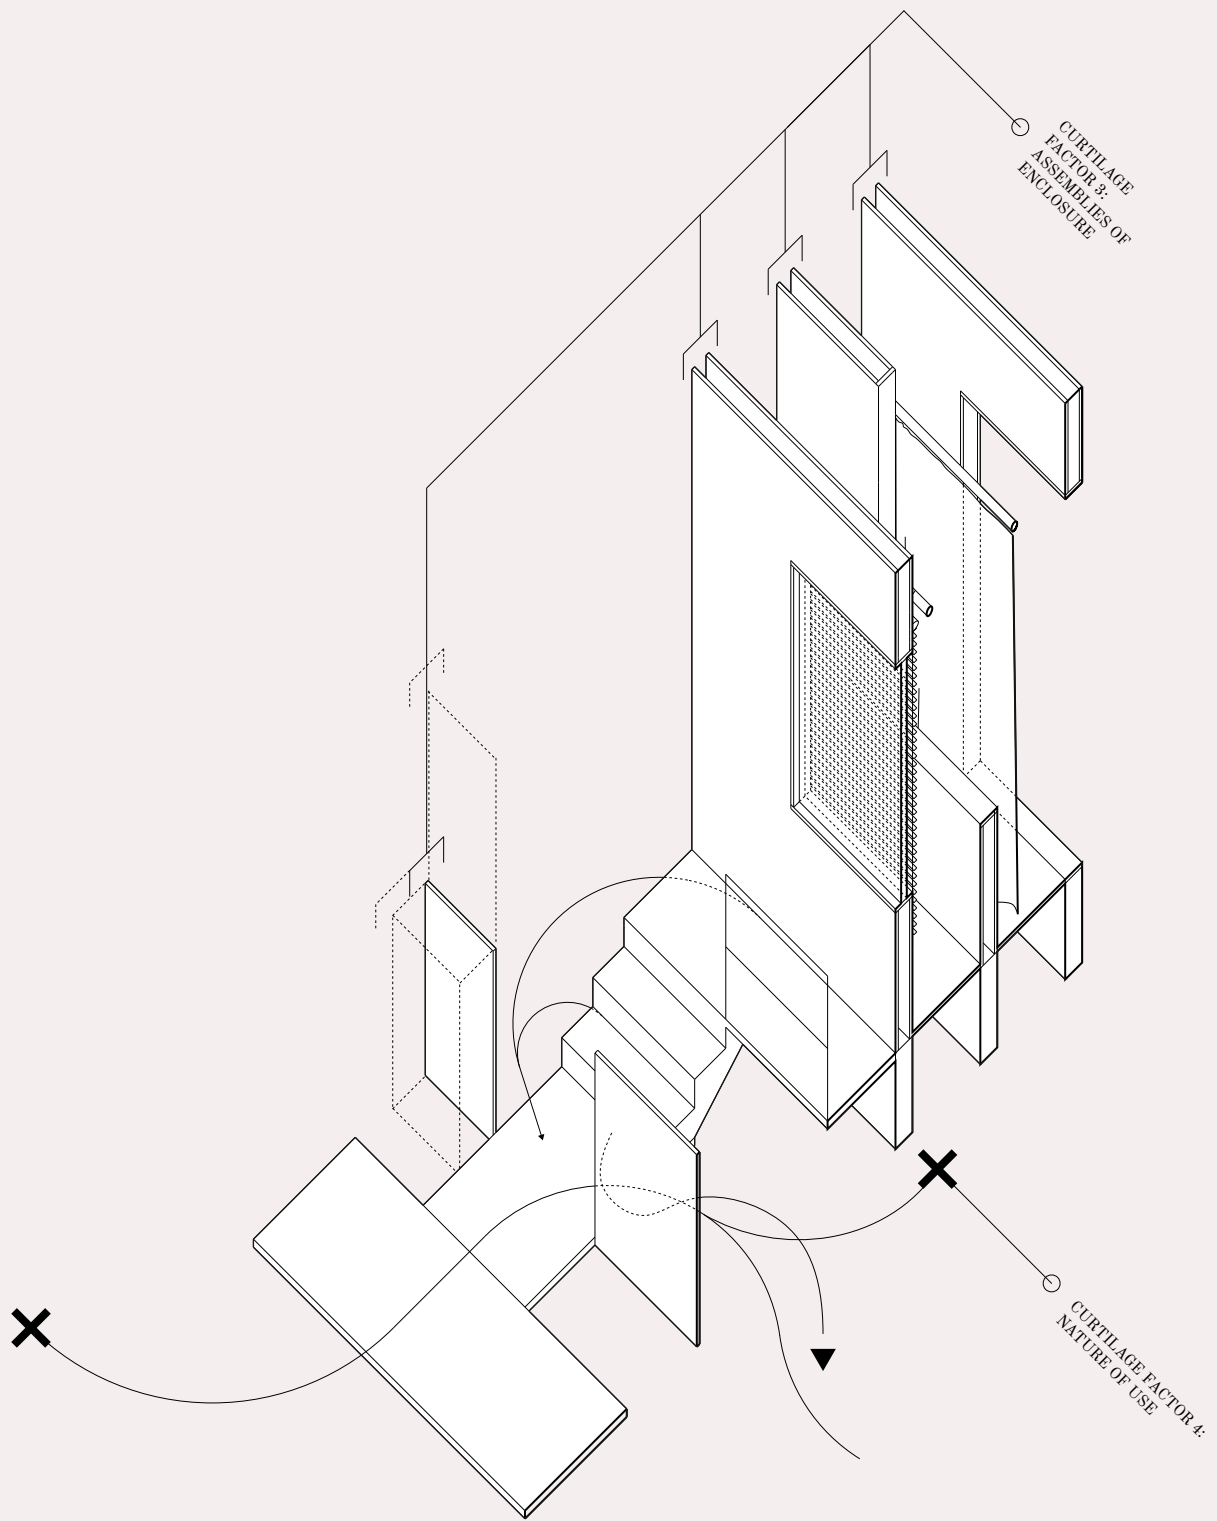 CURTILAGE
FACTOR 3:
ASSEMBLIES OF
ENCLOSURE
CURTILAGE FACTOR 4:
NATURE OF USE